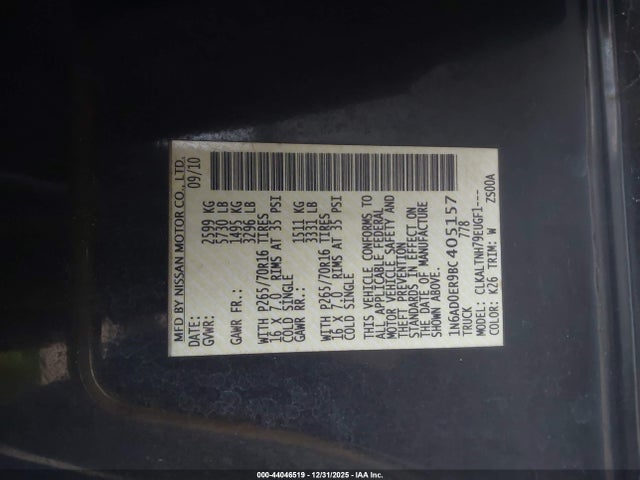 MFD BY NISSAN MOTOR CO., LTD.
DATE: 09/10
GVWR: 2599 KG
5730 LB
GAWR FR.: 1495 KG
3296 LB
WITH P265/70R16 TIRES
16 X 7.0 RIMS AT 35 PSI
COLD SINGLE
GAWR RR.: 1511 KG
3331 LB
WITH P265/70R16 TIRES
16 X 7.0 RIMS AT 35 PSI
COLD SINGLE
THIS VEHICLE CONFORMS TO
ALL APPLICABLE FEDERAL
MOTOR VEHICLE SAFETY AND
THEFT PREVENTION
STANDARDS IN EFFECT ON
THE DATE OF MANUFACTURE
SHOWN ABOVE.
1N6AD0ER9BC405157
TRUCK 778
MODEL: CLKALTNH79EUGF1---
COLOR: K26 TRIM: W ZS00A
000-44046519 - 12/31/2025 - IAA Inc.